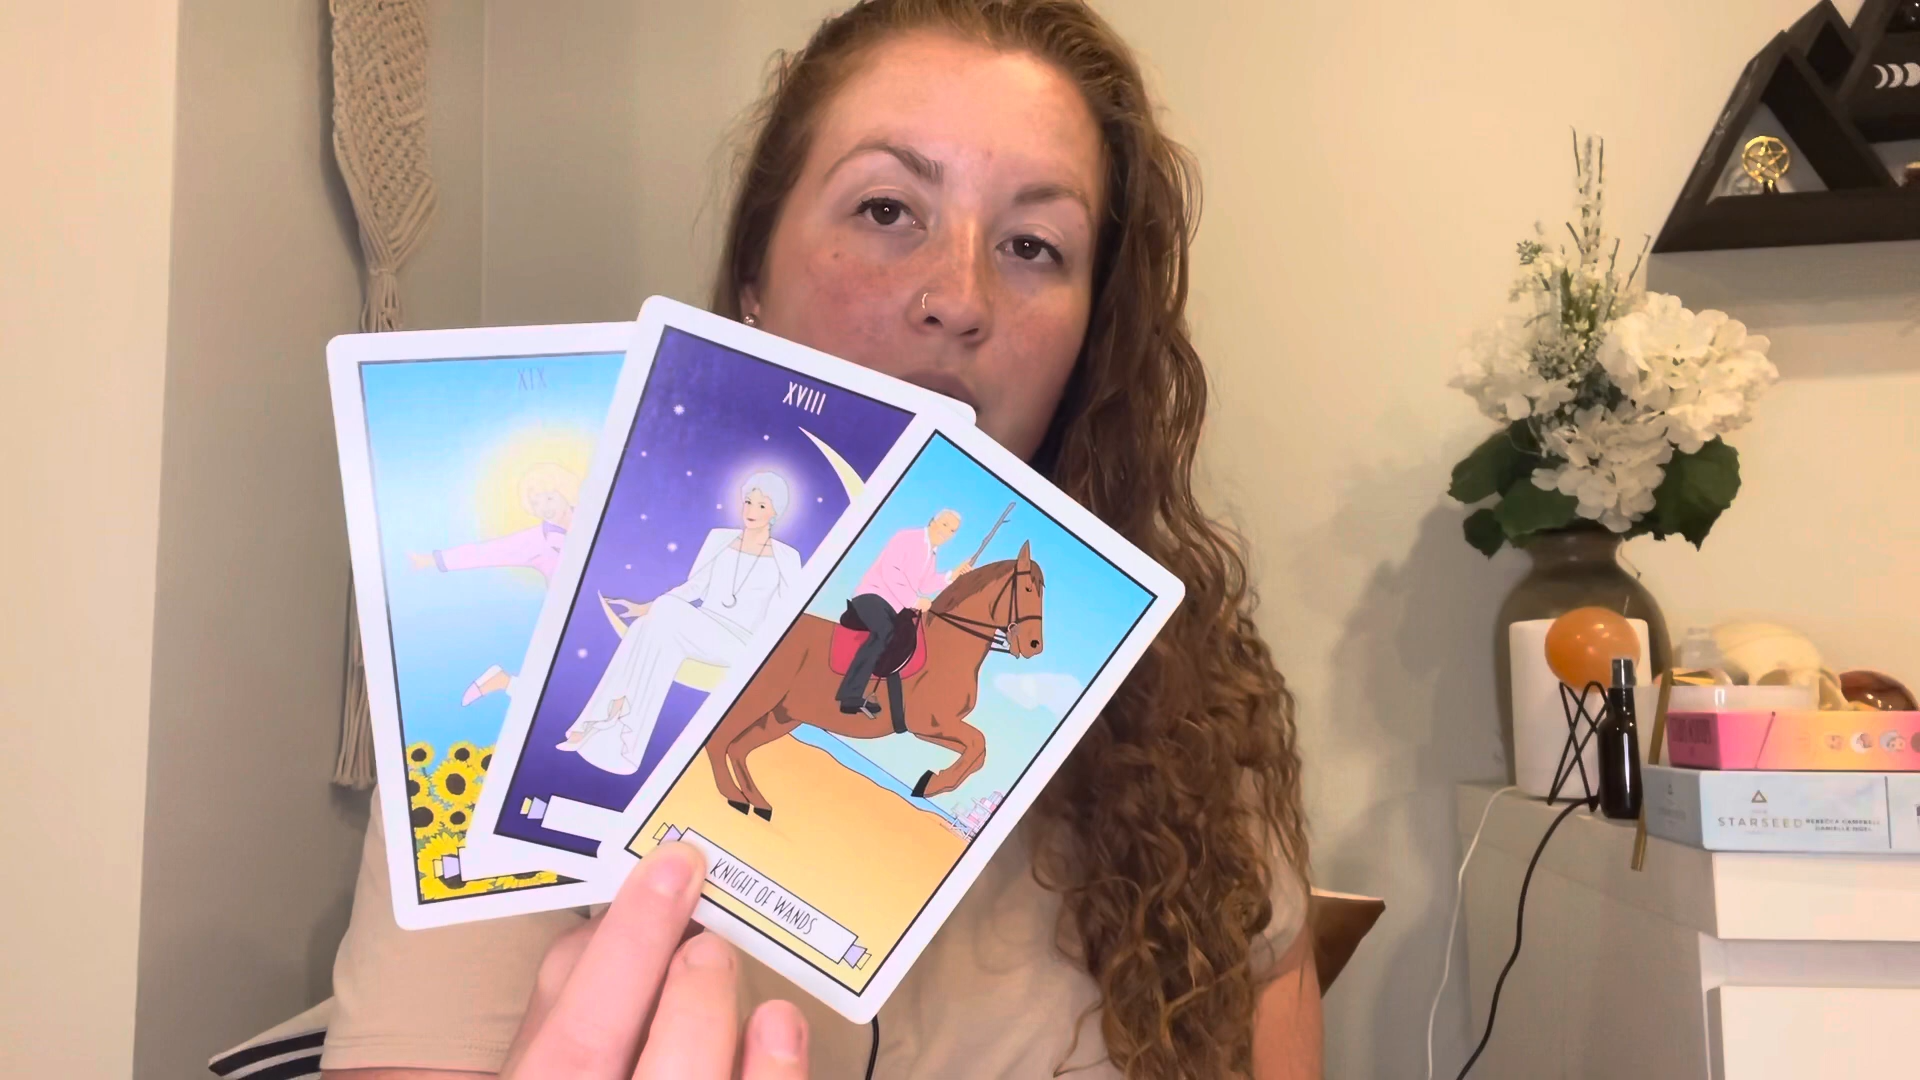 XIX
XVIII
KNIGHT OF WANDS
STARSEED
REBECCA CAMPBELL
DANIELLE NOEL